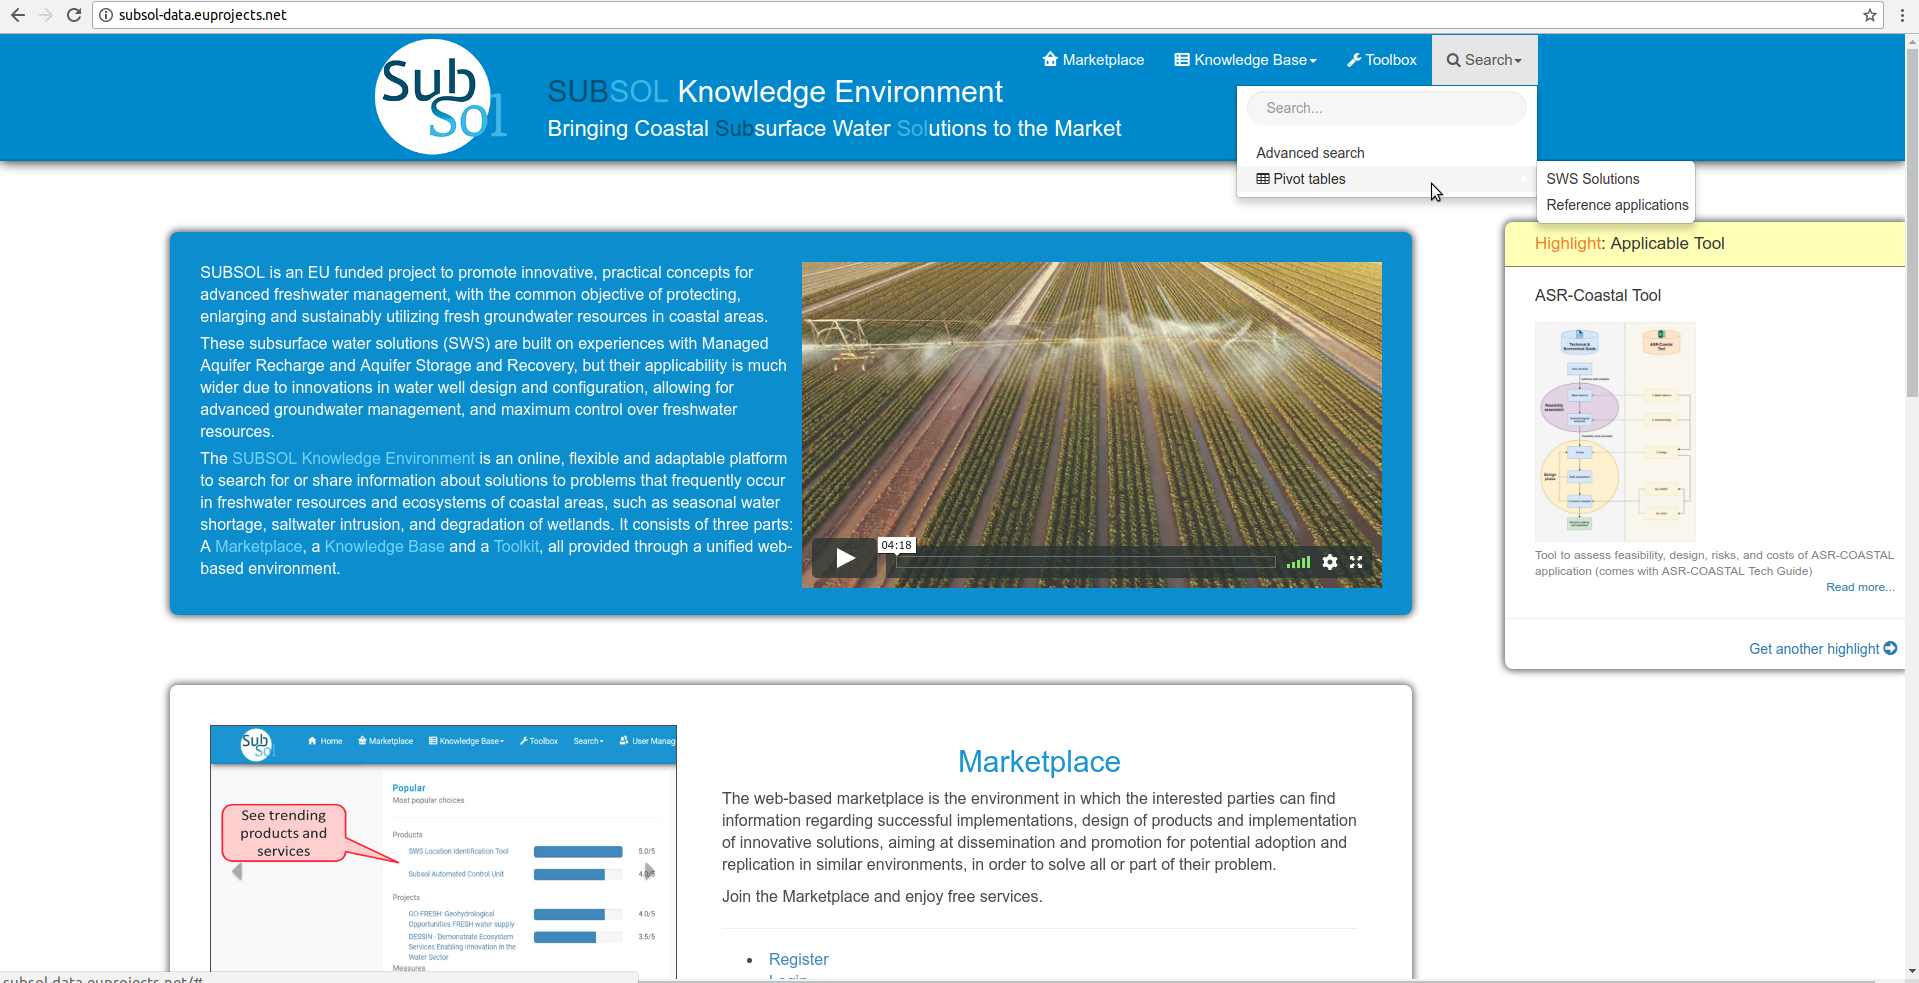 subsol-data.euprojects.net
Sub
Sol
SUBSOL Knowledge Environment
Bringing Coastal Subsurface Water Solutions to the Market
Marketplace
Knowledge Base
Toolbox
Search
Search...
Advanced search
Pivot tables
SWS Solutions
Reference applications
SUBSOL is an EU funded project to promote innovative, practical concepts for
advanced freshwater management, with the common objective of protecting,
enlarging and sustainably utilizing fresh groundwater resources in coastal areas.
These subsurface water solutions (SWS) are built on experiences with Managed
Aquifer Recharge and Aquifer Storage and Recovery, but their applicability is much
wider due to innovations in water well design and configuration, allowing for
advanced groundwater management, and maximum control over freshwater
resources.
The SUBSOL Knowledge Environment is an online, flexible and adaptable platform
to search for or share information about solutions to problems that frequently occur
in freshwater resources and ecosystems of coastal areas, such as seasonal water
shortage, saltwater intrusion, and degradation of wetlands. It consists of three parts:
A Marketplace, a Knowledge Base and a Toolkit, all provided through a unified web-
based environment.
04:18
Highlight: Applicable Tool
ASR-Coastal Tool
Technical &
Economical Guide
ASR-Coastal
Tool
Feasibility
assessment
Design
phase
Tool to assess feasibility, design, risks, and costs of ASR-COASTAL
application (comes with ASR-COASTAL Tech Guide)
Read more...
Get another highlight
Sub
Sol
Home
Marketplace
Knowledge Base
Toolbox
Search
User Manag
Popular
Most popular choices
See trending
products and
services
Products
SWS Location Identification Tool
5.0/5
Subsol Automated Control Unit
4.0/5
Projects
GO-FRESH: Geohydrological
Opportunities FRESH water supply
4.0/5
DESSIN - Demonstrate Ecosystem
Services Enabling Innovation in the
Water Sector
3.5/5
Measures
Marketplace
The web-based marketplace is the environment in which the interested parties can find
information regarding successful implementations, design of products and implementation
of innovative solutions, aiming at dissemination and promotion for potential adoption and
replication in similar environments, in order to solve all or part of their problem.
Join the Marketplace and enjoy free services.
Register
Login
subsol-data.euprojects.net/#